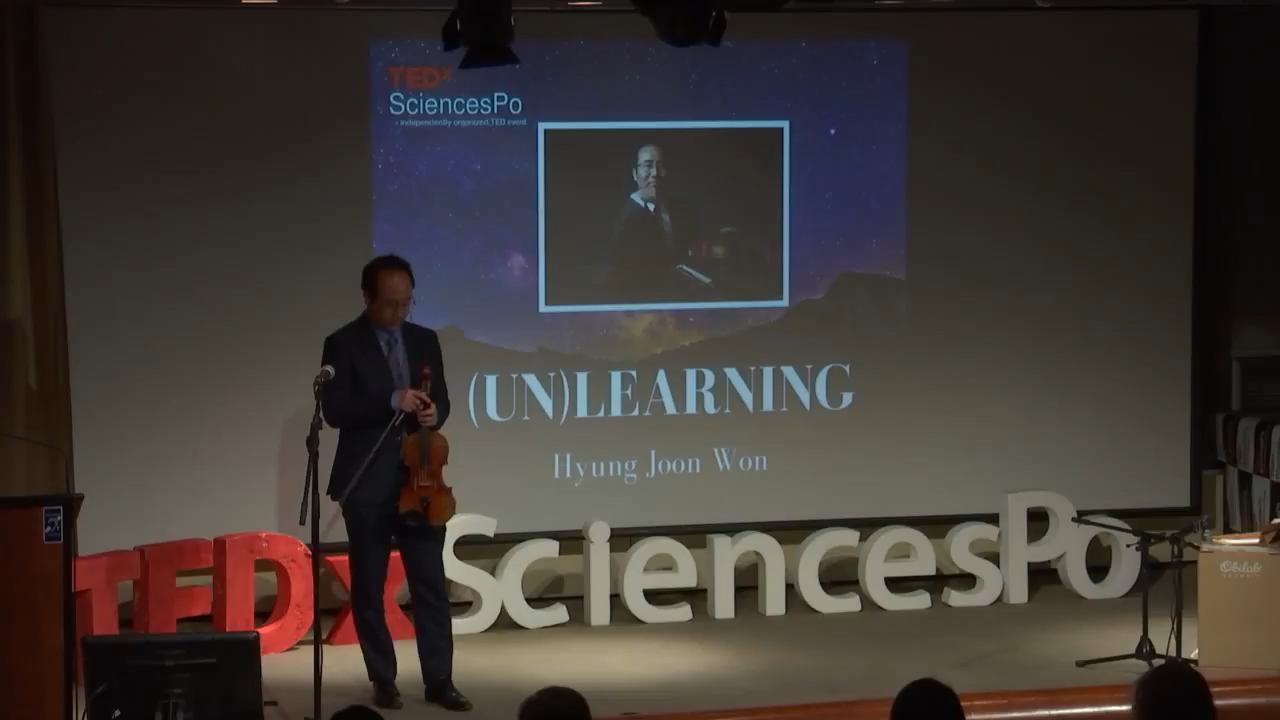 TEDx
SciencesPo
independently organized TED event
(UN)LEARNING
Hyung Joon Won
TEDxSciencesPo